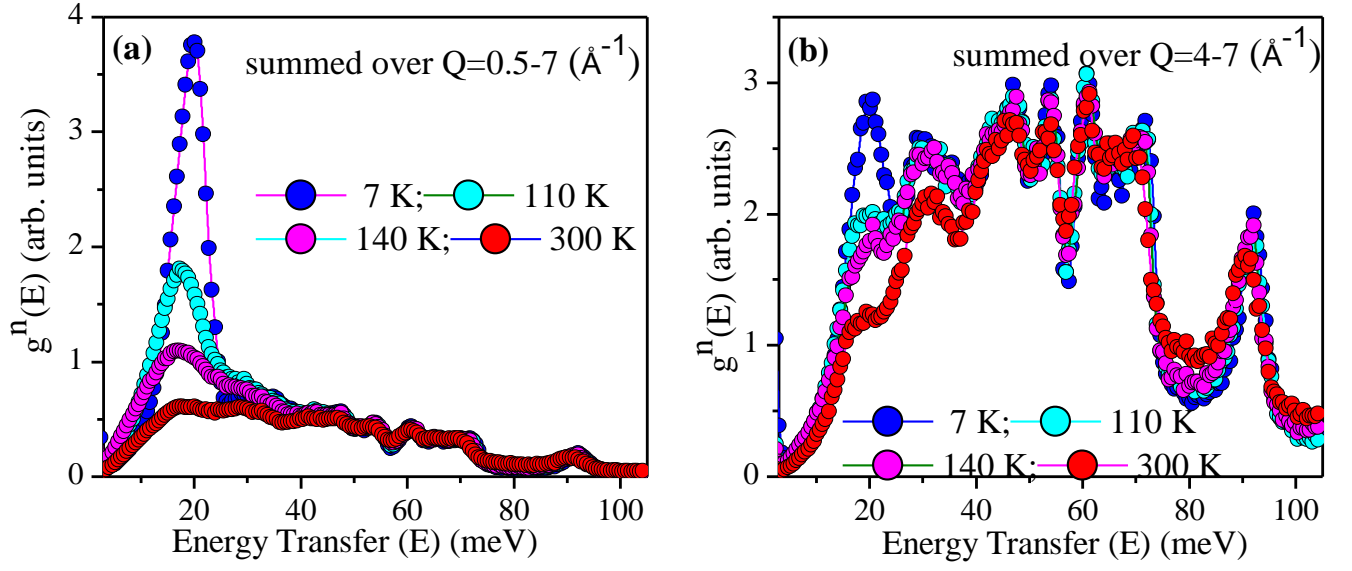 (a)
summed over Q=0.5-7 (Å-1)
7 K; 110 K
140 K; 300 K
4
3
2
1
0
g^n(E) (arb. units)
20 40 60 80 100
Energy Transfer (E) (meV)
(b)
summed over Q=4-7 (Å-1)
3
2
1
0
g^n(E) (arb. units)
7 K; 110 K
140 K; 300 K
20 40 60 80 100
Energy Transfer (E) (meV)